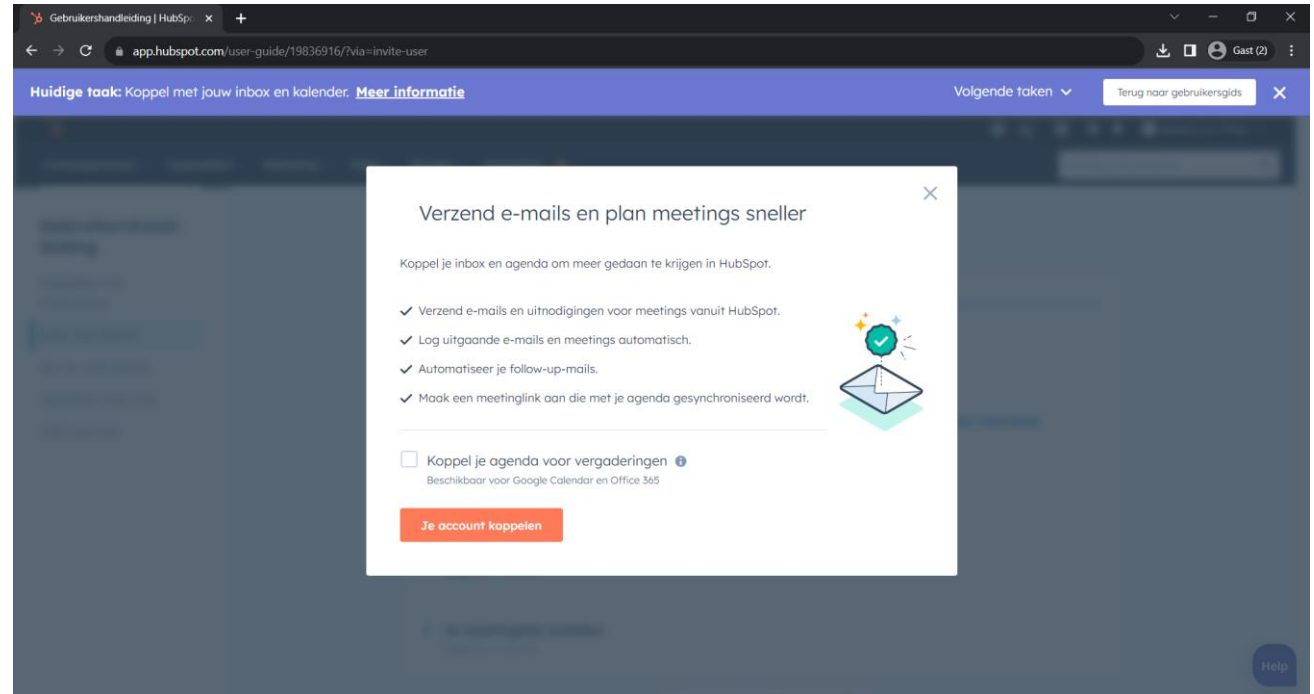 Gebruikershandleiding | HubSpo
app.hubspot.com/user-guide/19836916/?via=invite-user
Gast (2)
Huidige taak: Koppel met jouw inbox en kalender. Meer informatie
Volgende taken
Terug naar gebruikersgids
Verzend e-mails en plan meetings sneller
Koppel je inbox en agenda om meer gedaan te krijgen in HubSpot.
Verzend e-mails en uitnodigingen voor meetings vanuit HubSpot.
Log uitgaande e-mails en meetings automatisch.
Automatiseer je follow-up-mails.
Maak een meetinglink aan die met je agenda gesynchroniseerd wordt.
Koppel je agenda voor vergaderingen
Beschikbaar voor Google Calendar en Office 365
Je account koppelen
Help